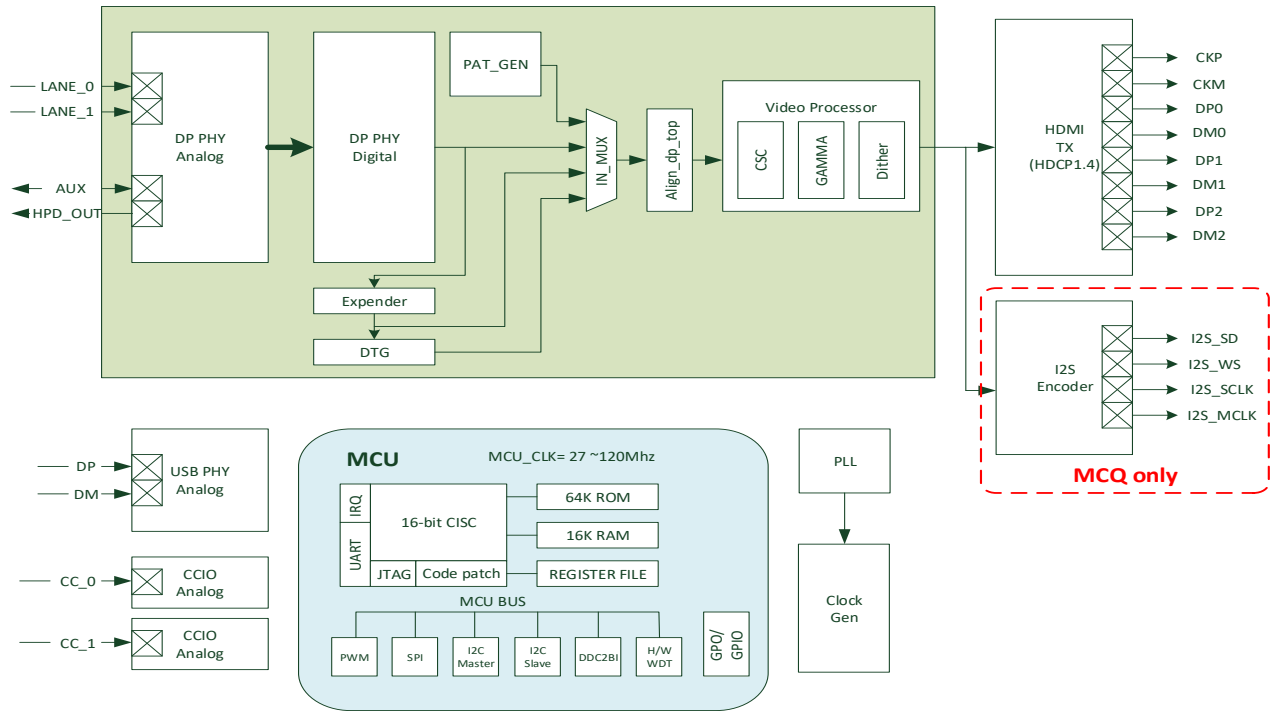 LANE_0
LANE_1
AUX
HPD_OUT
DP PHY
Analog
DP PHY
Digital
PAT_GEN
IN_MUX
Align_dp_top
Video Processor
CSC
GAMMA
Dither
Expender
DTG
HDMI
TX
(HDCP1.4)
CKP
CKM
DP0
DM0
DP1
DM1
DP2
DM2
I2S
Encoder
I2S_SD
I2S_WS
I2S_SCLK
I2S_MCLK
MCQ only
DP
DM
USB PHY
Analog
CC_0
CCIO
Analog
CC_1
CCIO
Analog
MCU
MCU_CLK= 27 ~120Mhz
IRQ
UART
16-bit CISC
JTAG
Code patch
64K ROM
16K RAM
REGISTER FILE
MCU BUS
PWM
SPI
I2C
Master
I2C
Slave
DDC2BI
H/W
WDT
GPO/
GPIO
PLL
Clock
Gen